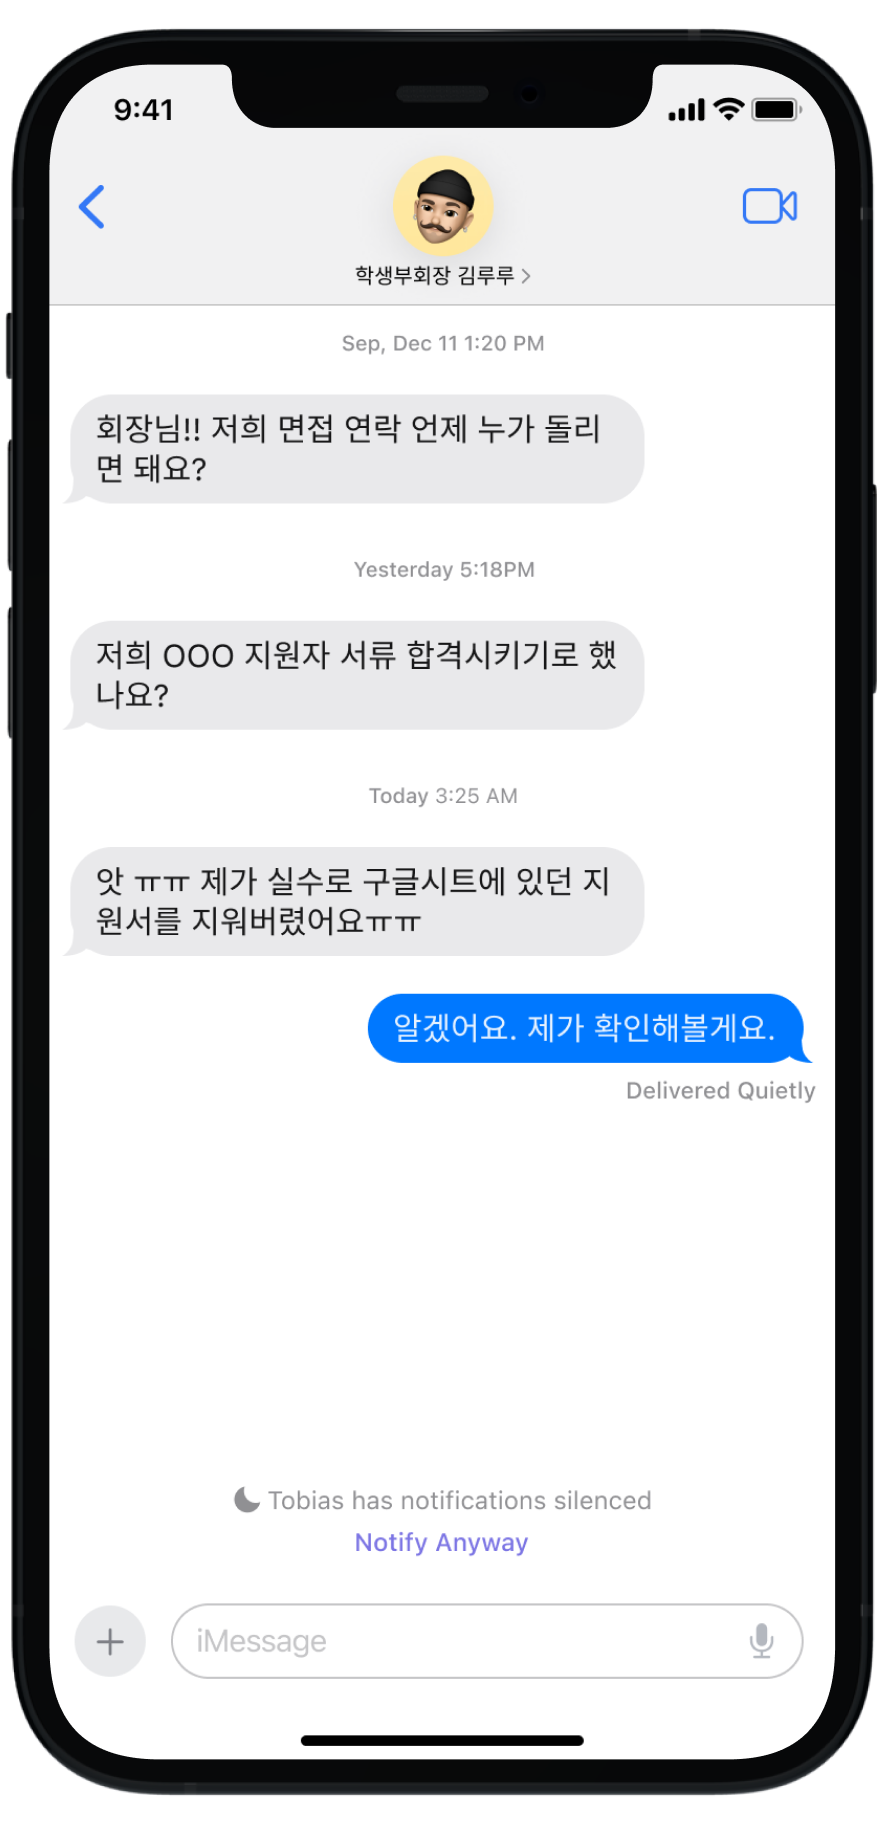 9:41
학생부회장 김루루
Sep, Dec 11 1:20 PM
회장님!! 저희 면접 연락 언제 누가 돌리
면 돼요?
Yesterday 5:18PM
저희 OOO 지원자 서류 합격시키기로 했
나요?
Today 3:25 AM
앗 ㅠㅠ 제가 실수로 구글시트에 있던 지
원서를 지워버렸어요ㅠㅠ
알겠어요. 제가 확인해볼게요.
Delivered Quietly
Tobias has notifications silenced
Notify Anyway
iMessage